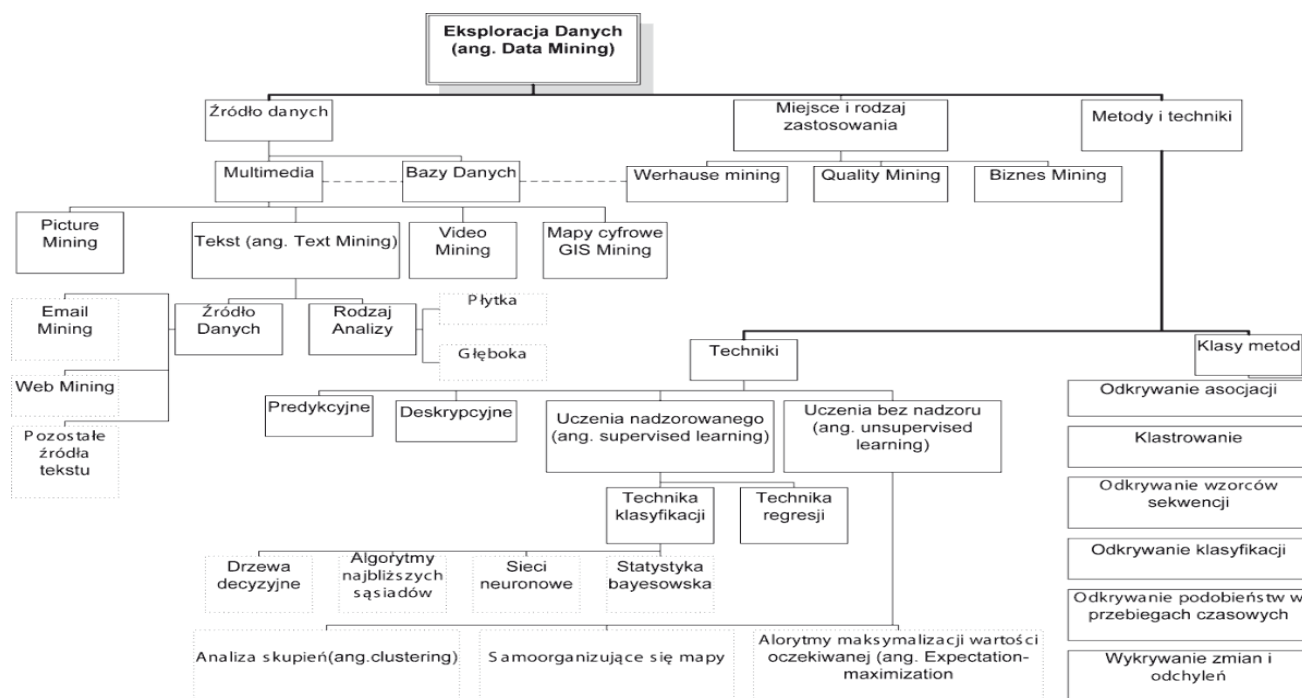 Eksploracja Danych
(ang. Data Mining)
Źródło danych
Miejsce i rodzaj
zastosowania
Metody i techniki
Multimedia
Bazy Danych
Werhause mining
Quality Mining
Biznes Mining
Picture
Mining
Tekst (ang. Text Mining)
Video
Mining
Mapy cyfrowe
GIS Mining
Email
Mining
Źródło
Danych
Rodzaj
Analizy
Płytka
Głęboka
Web Mining
Pozostałe
źródła
tekstu
Techniki
Klasy metod
Predykcyjne
Deskrypcyjne
Uczenia nadzorowanego
(ang. supervised learning)
Uczenia bez nadzoru
(ang. unsupervised
learning)
Technika
klasyfikacji
Technika
regresji
Drzewa
decyzyjne
Algorytmy
najbliższych
sąsiadów
Sieci
neuronowe
Statystyka
bayesowska
Analiza skupień(ang.clustering)
Samoorganizujące się mapy
Alorytmy maksymalizacji wartości
oczekiwanej (ang. Expectation-
maximization
Odkrywanie asocjacji
Klastrowanie
Odkrywanie wzorców
sekwencji
Odkrywanie klasyfikacji
Odkrywanie podobieństw w
przebiegach czasowych
Wykrywanie zmian i
odchyleń